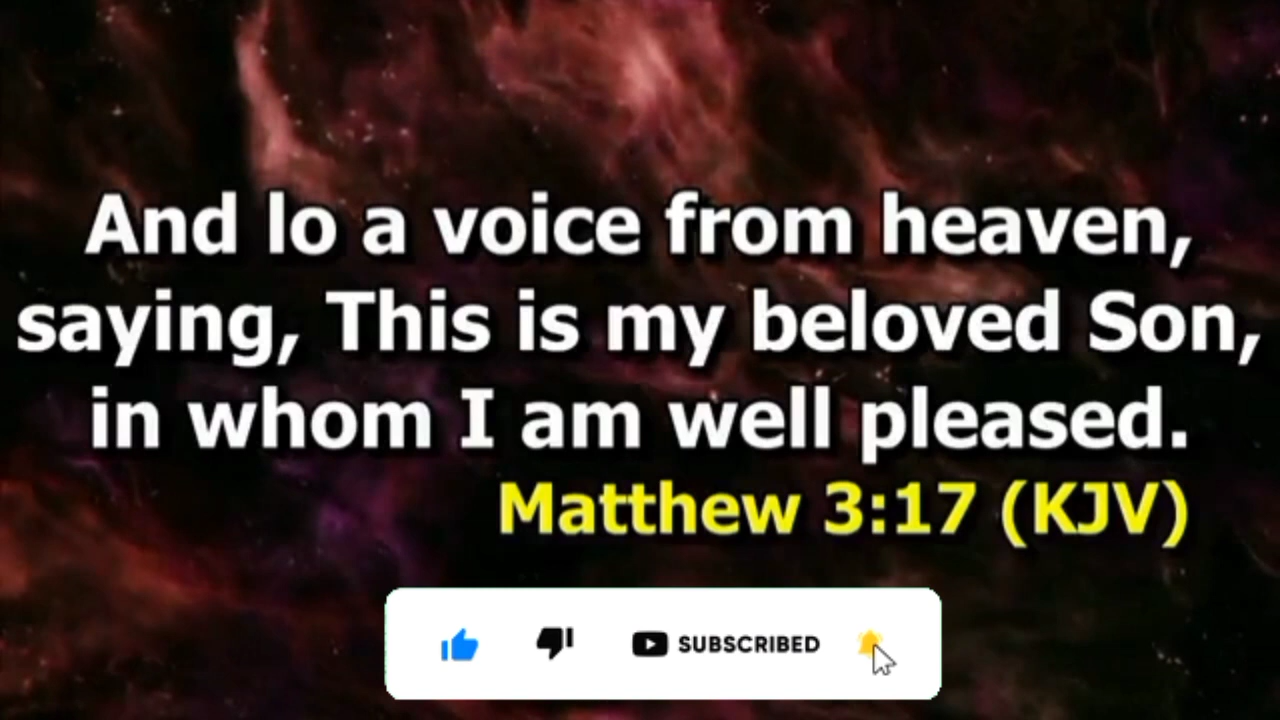 And lo a voice from heaven,
saying, This is my beloved Son,
in whom I am well pleased.
Matthew 3:17 (KJV)
SUBSCRIBED